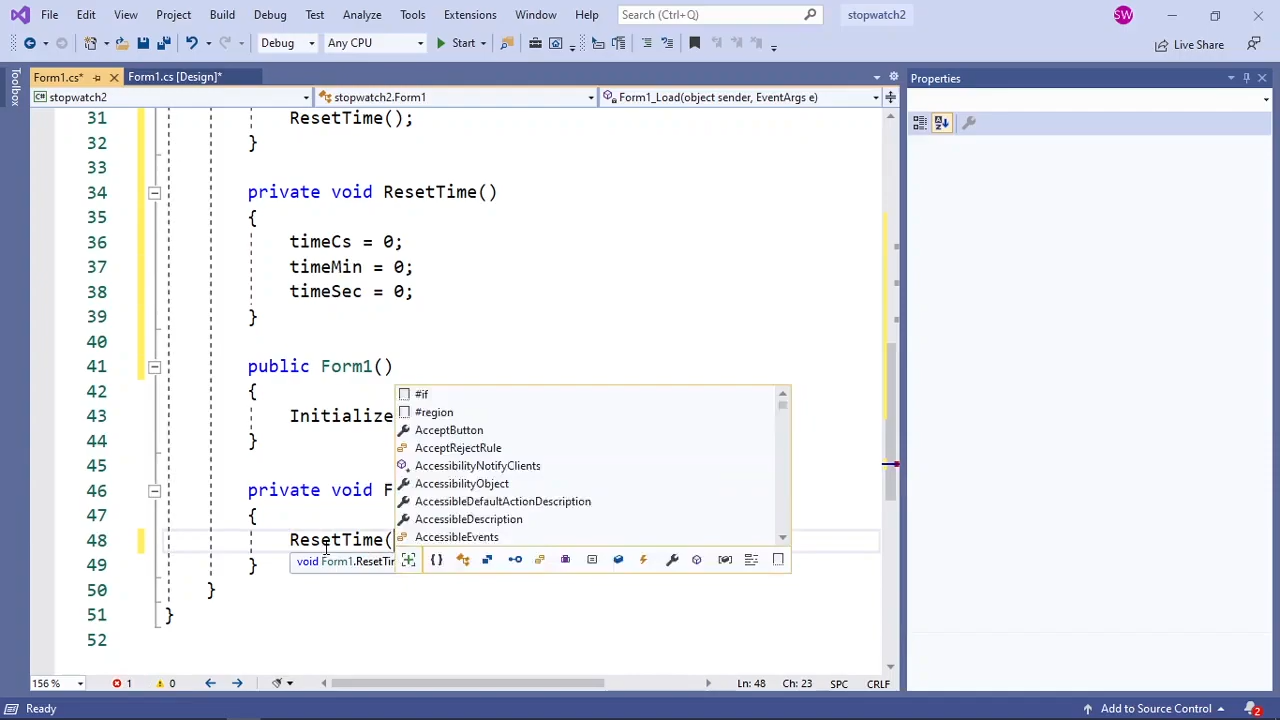 File Edit View Project Build Debug Test Analyze Tools Extensions Window Help Search (Ctrl+Q) stopwatch2 SW
Debug Any CPU Start Live Share
Toolbox
Form1.cs* Form1.cs [Design]* Properties
stopwatch2 stopwatch2.Form1 Form1_Load(object sender, EventArgs e)
31 ResetTime();
32 }
33
34 private void ResetTime()
35 {
36 timeCs = 0;
37 timeMin = 0;
38 timeSec = 0;
39 }
40
41 public Form1()
42 {
#if
43 Initialize
#region
AcceptButton
44 }
AcceptRejectRule
45
AccessibilityNotifyClients
46 private void F
AccessibilityObject
AccessibleDefaultActionDescription
47 {
AccessibleDescription
48 ResetTime(
AccessibleEvents
void Form1.ResetTi
49 }
50 }
51 }
52
156 % 1 0 Ln: 48 Ch: 23 SPC CRLF
Ready Add to Source Control 2